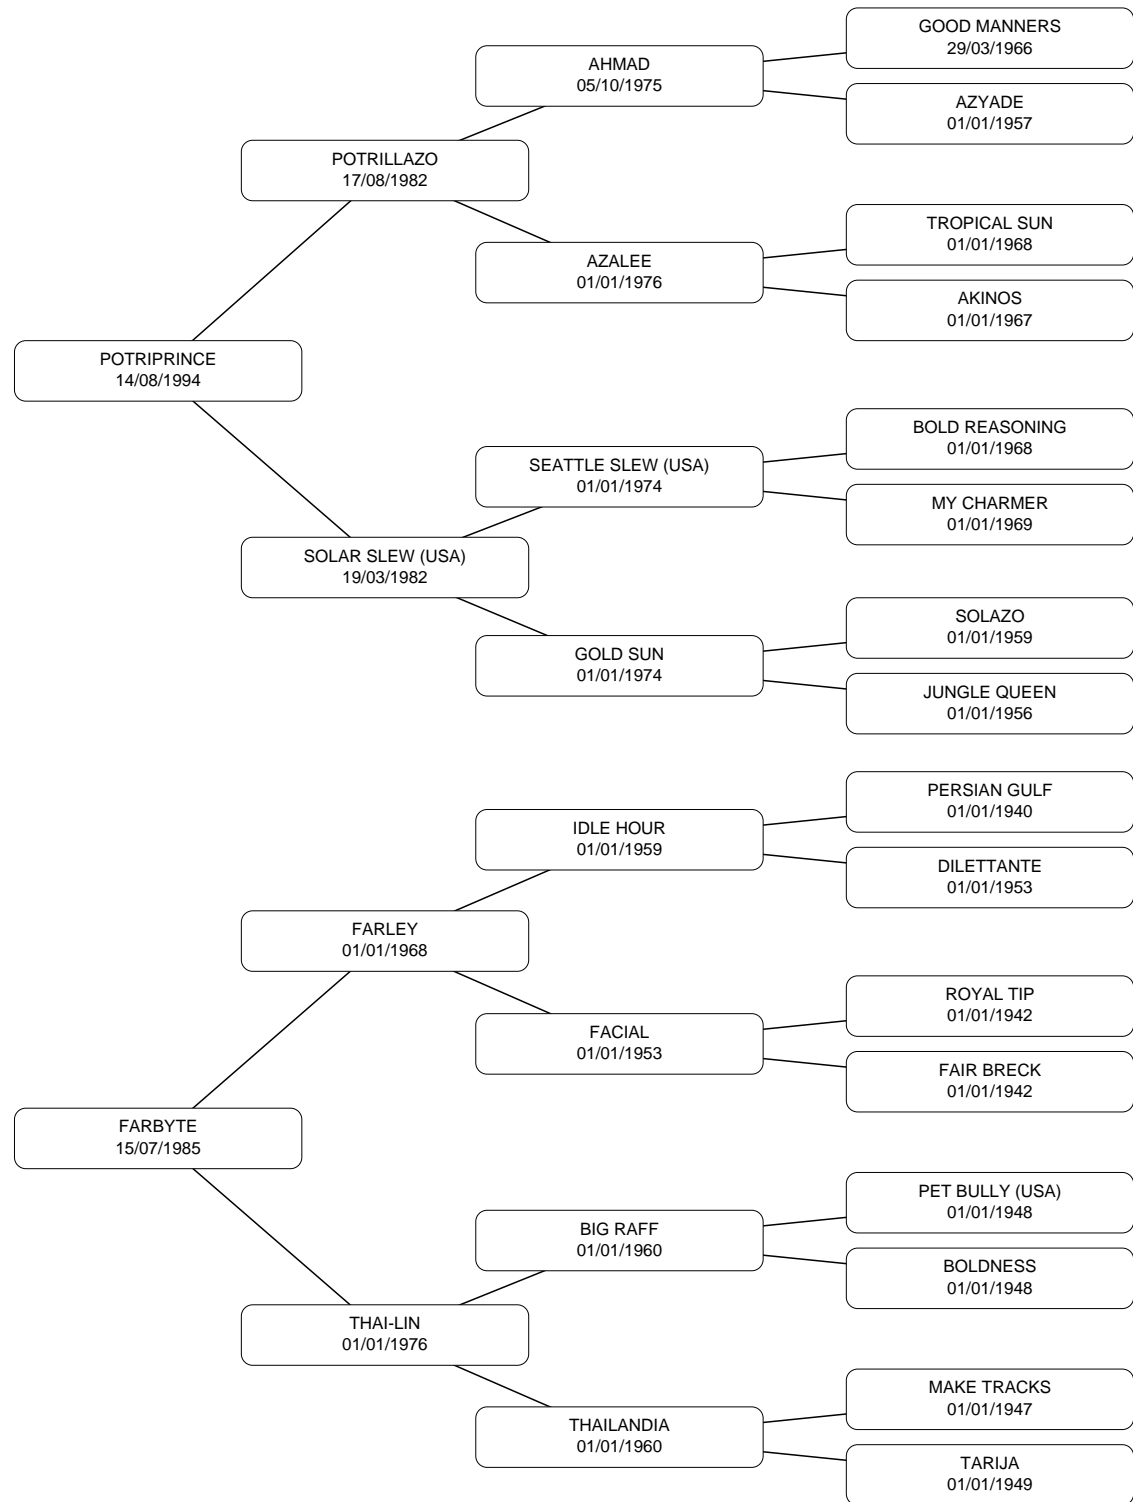 GOOD MANNERS
29/03/1966
AHMAD
05/10/1975
AZYADE
01/01/1957
POTRILLAZO
17/08/1982
TROPICAL SUN
01/01/1968
AZALEE
01/01/1976
AKINOS
01/01/1967
POTRIPRINCE
14/08/1994
BOLD REASONING
01/01/1968
SEATTLE SLEW (USA)
01/01/1974
MY CHARMER
01/01/1969
SOLAR SLEW (USA)
19/03/1982
SOLAZO
01/01/1959
GOLD SUN
01/01/1974
JUNGLE QUEEN
01/01/1956
PERSIAN GULF
01/01/1940
IDLE HOUR
01/01/1959
DILETTANTE
01/01/1953
FARLEY
01/01/1968
ROYAL TIP
01/01/1942
FACIAL
01/01/1953
FAIR BRECK
01/01/1942
FARBYTE
15/07/1985
PET BULLY (USA)
01/01/1948
BIG RAFF
01/01/1960
BOLDNESS
01/01/1948
THAI-LIN
01/01/1976
MAKE TRACKS
01/01/1947
THAILANDIA
01/01/1960
TARIJA
01/01/1949